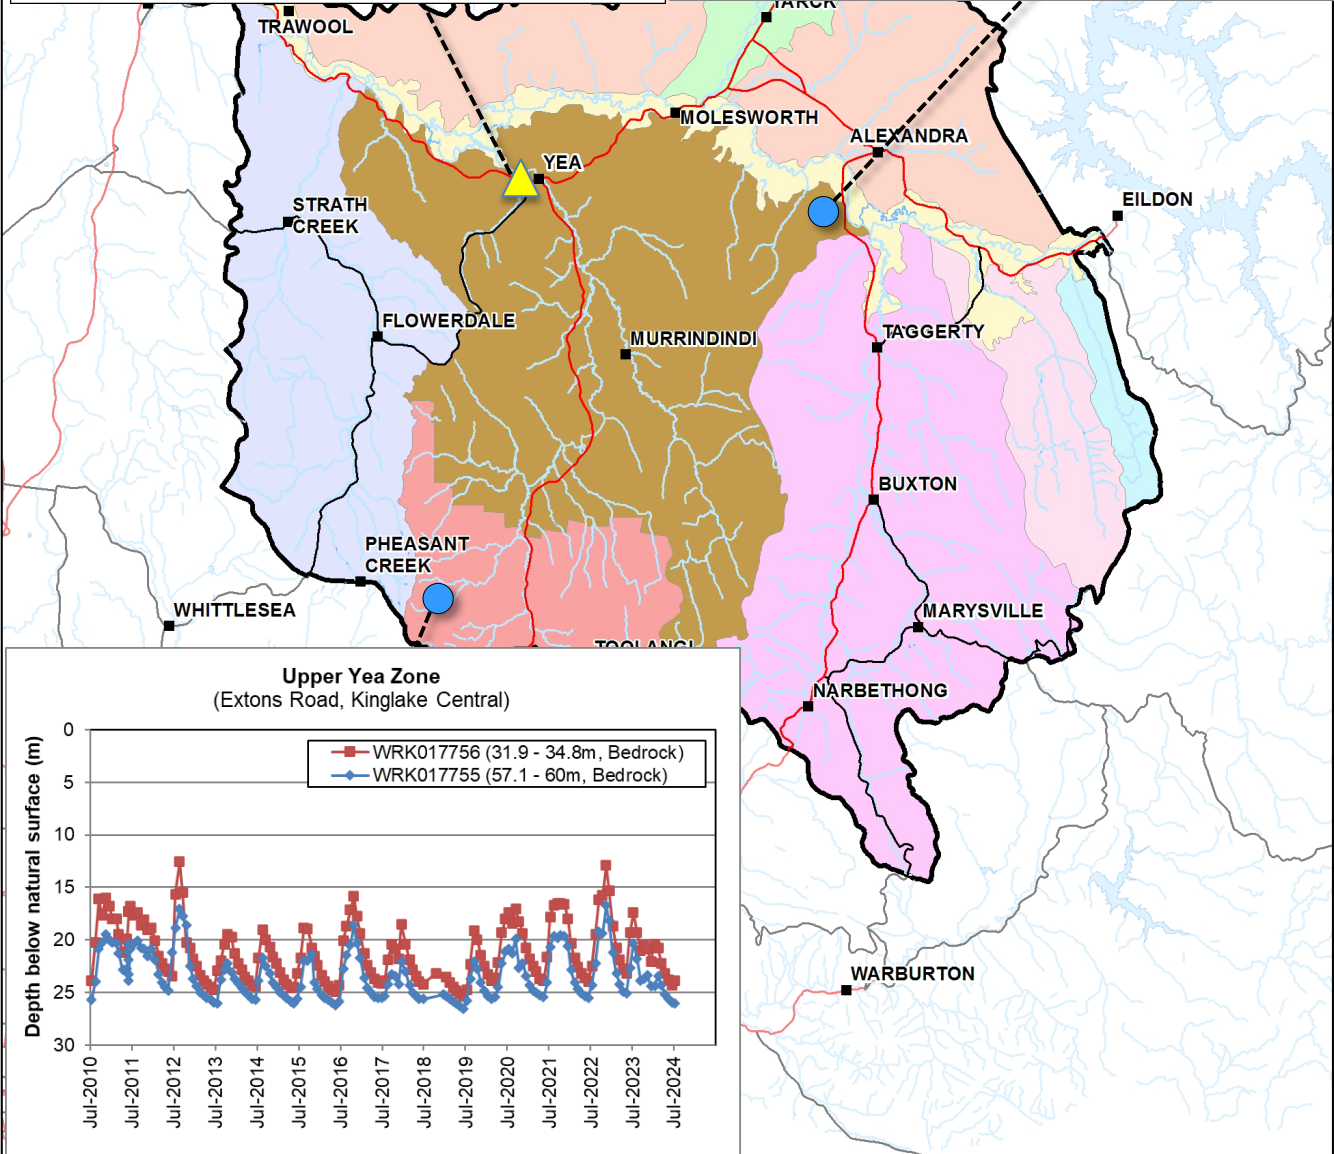 TRAWOOL
YARCK
MOLESWORTH
ALEXANDRA
YEA
EILDON
STRATH
CREEK
FLOWERDALE
MURRINDINDI
TAGGERTY
BUXTON
PHEASANT
CREEK
WHITTLESEA
MARYSVILLE
TOOLANGI
NARBETHONG
WARBURTON
Upper Yea Zone
(Extons Road, Kinglake Central)
Depth below natural surface (m)
0
5
10
15
20
25
30
WRK017756 (31.9 - 34.8m, Bedrock)
WRK017755 (57.1 - 60m, Bedrock)
Jul-2010
Jul-2011
Jul-2012
Jul-2013
Jul-2014
Jul-2015
Jul-2016
Jul-2017
Jul-2018
Jul-2019
Jul-2020
Jul-2021
Jul-2022
Jul-2023
Jul-2024